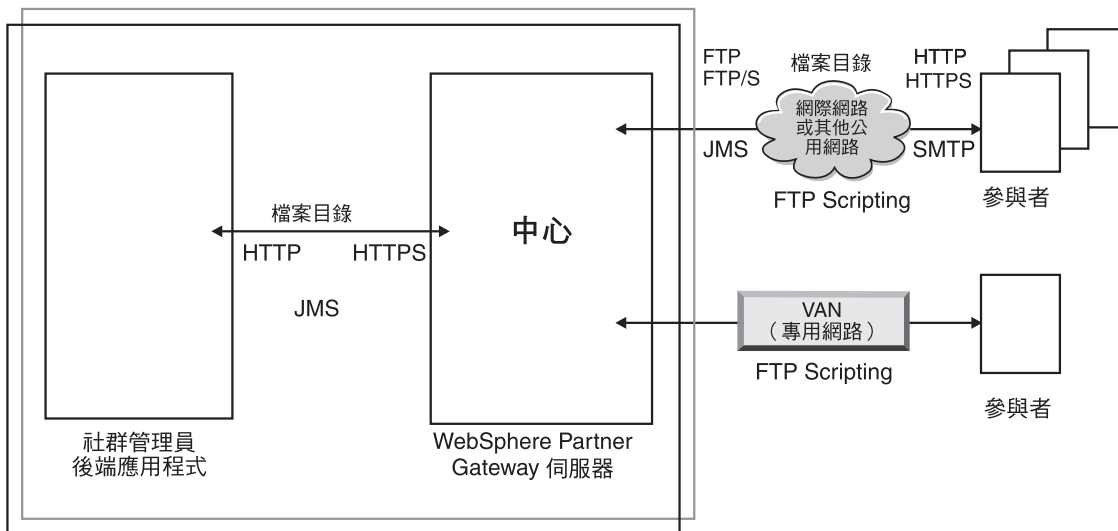 FTP
FTP/S
檔案目錄
HTTP
HTTPS
網際網路
或其他公
用網路
JMS
SMTP
FTP Scripting
參與者
中心
檔案目錄
HTTP
HTTPS
JMS
VAN
（專用網路）
FTP Scripting
參與者
社群管理員
後端應用程式
WebSphere Partner
Gateway 伺服器